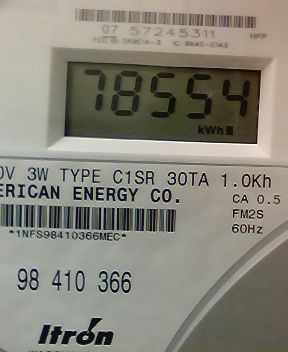 07 57245311
78554
kWh
0V 3W TYPE C1SR 30TA 1.0Kh
ERICAN ENERGY CO.
CA 0.5
FM2S
60Hz
*1NFS98410366MEC*
98 410 366
Itrón